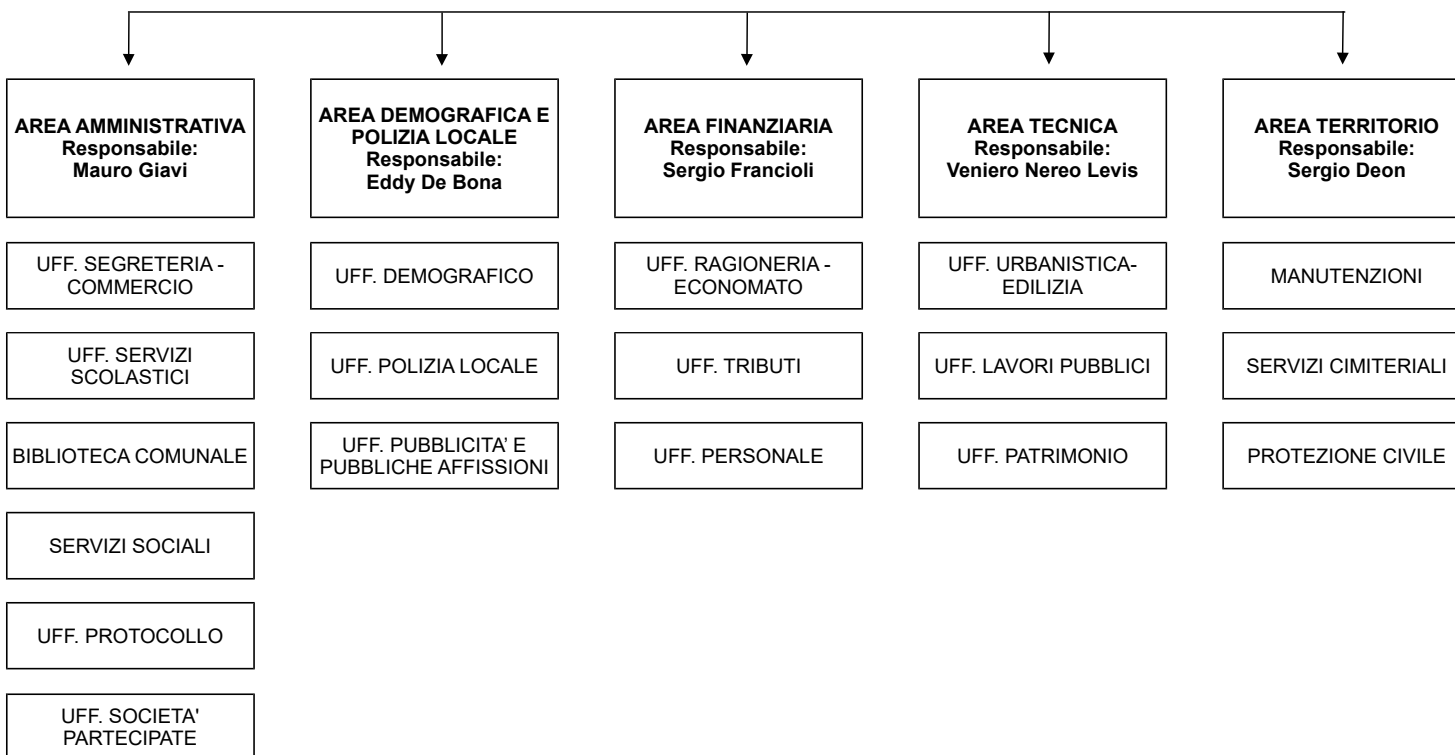 AREA AMMINISTRATIVA
Responsabile:
Mauro Giavi
UFF. SEGRETERIA -
COMMERCIO
UFF. SERVIZI
SCOLASTICI
BIBLIOTECA COMUNALE
SERVIZI SOCIALI
UFF. PROTOCOLLO
UFF. SOCIETA'
PARTECIPATE
AREA DEMOGRAFICA E
POLIZIA LOCALE
Responsabile:
Eddy De Bona
UFF. DEMOGRAFICO
UFF. POLIZIA LOCALE
UFF. PUBBLICITA’ E
PUBBLICHE AFFISSIONI
AREA FINANZIARIA
Responsabile:
Sergio Francioli
UFF. RAGIONERIA -
ECONOMATO
UFF. TRIBUTI
UFF. PERSONALE
AREA TECNICA
Responsabile:
Veniero Nereo Levis
UFF. URBANISTICA-
EDILIZIA
UFF. LAVORI PUBBLICI
UFF. PATRIMONIO
AREA TERRITORIO
Responsabile:
Sergio Deon
MANUTENZIONI
SERVIZI CIMITERIALI
PROTEZIONE CIVILE